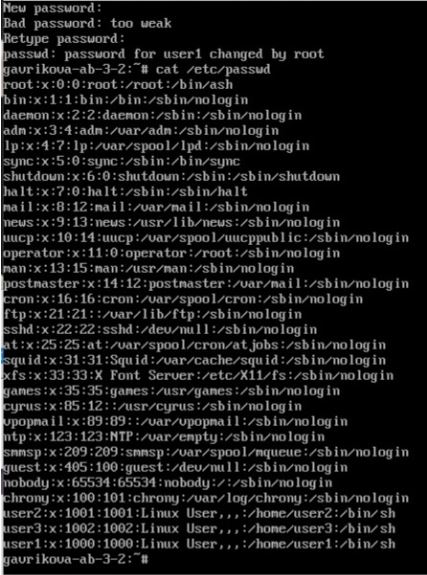 New password:
Bad password: too weak
Retype password:
passwd: password for user1 changed by root
gavrikova-ab-3-2:~# cat /etc/passwd
root:x:0:0:root:/root:/bin/ash
bin:x:1:1:bin:/bin:/sbin/nologin
daemon:x:2:2:daemon:/sbin:/sbin/nologin
adm:x:3:4:adm:/var/adm:/sbin/nologin
lp:x:4:7:lp:/var/spool/lpd:/sbin/nologin
sync:x:5:0:sync:/sbin:/bin/sync
shutdown:x:6:0:shutdown:/sbin:/sbin/shutdown
halt:x:7:0:halt:/sbin:/sbin/halt
mail:x:8:12:mail:/var/mail:/sbin/nologin
news:x:9:13:news:/usr/lib/news:/sbin/nologin
uucp:x:10:14:uucp:/var/spool/uucppublic:/sbin/nologin
operator:x:11:0:operator:/root:/sbin/nologin
man:x:13:15:man:/usr/man:/sbin/nologin
postmaster:x:14:12:postmaster:/var/mail:/sbin/nologin
cron:x:16:16:cron:/var/spool/cron:/sbin/nologin
ftp:x:21:21::/var/lib/ftp:/sbin/nologin
sshd:x:22:22:sshd:/dev/null:/sbin/nologin
at:x:25:25:at:/var/spool/cron/atjobs:/sbin/nologin
squid:x:31:31:Squid:/var/cache/squid:/sbin/nologin
xfs:x:33:33:X Font Server:/etc/X11/fs:/sbin/nologin
games:x:35:35:games:/usr/games:/sbin/nologin
cyrus:x:85:12::/usr/cyrus:/sbin/nologin
vpopmail:x:89:89::/var/vpopmail:/sbin/nologin
ntp:x:123:123:NTP:/var/empty:/sbin/nologin
smmsp:x:209:209:smmsp:/var/spool/mqueue:/sbin/nologin
guest:x:405:100:guest:/dev/null:/sbin/nologin
nobody:x:65534:65534:nobody:/:/sbin/nologin
chrony:x:100:101:chrony:/var/log/chrony:/sbin/nologin
user2:x:1001:1001:Linux User,,,:/home/user2:/bin/sh
user3:x:1002:1002:Linux User,,,:/home/user3:/bin/sh
user1:x:1000:1000:Linux User,,,:/home/user1:/bin/sh
gavrikova-ab-3-2:~#